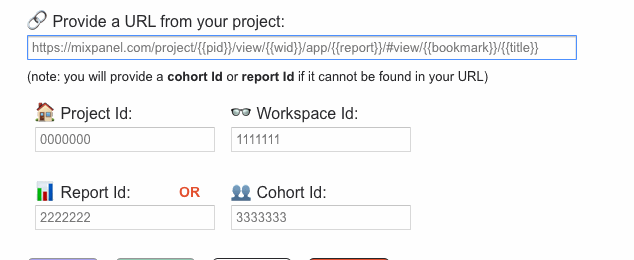 Provide a URL from your project:
https://mixpanel.com/project/{{pid}}/view/{{wid}}/app/{{report}}/#view/{{bookmark}}/{{title}}
(note: you will provide a cohort Id or report Id if it cannot be found in your URL)
Project Id: Workspace Id:
0000000 1111111
Report Id: OR Cohort Id:
2222222 3333333